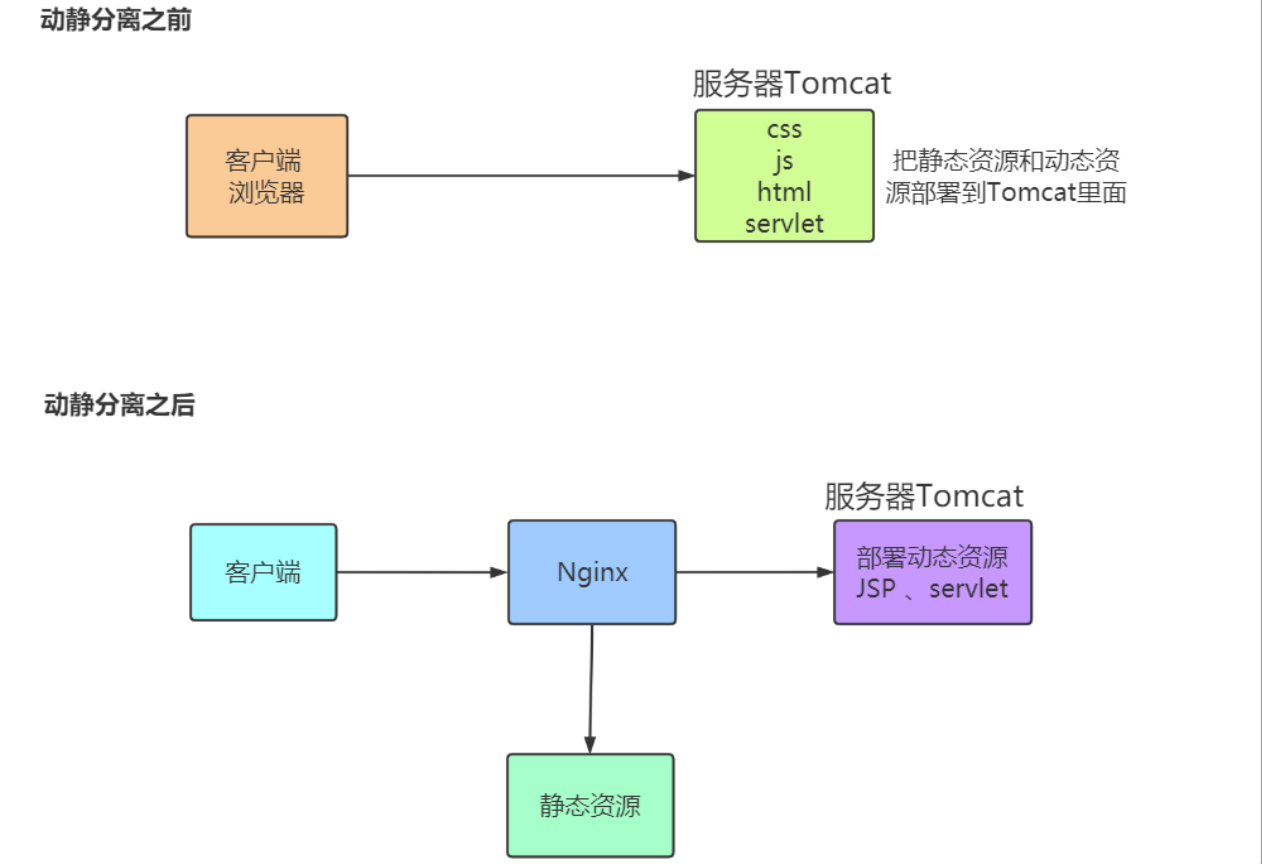 动静分离之前
服务器Tomcat
客户端
浏览器
css
js
html
servlet
把静态资源和动态资
源部署到Tomcat里面
动静分离之后
服务器Tomcat
客户端
Nginx
部署动态资源
JSP 、servlet
静态资源